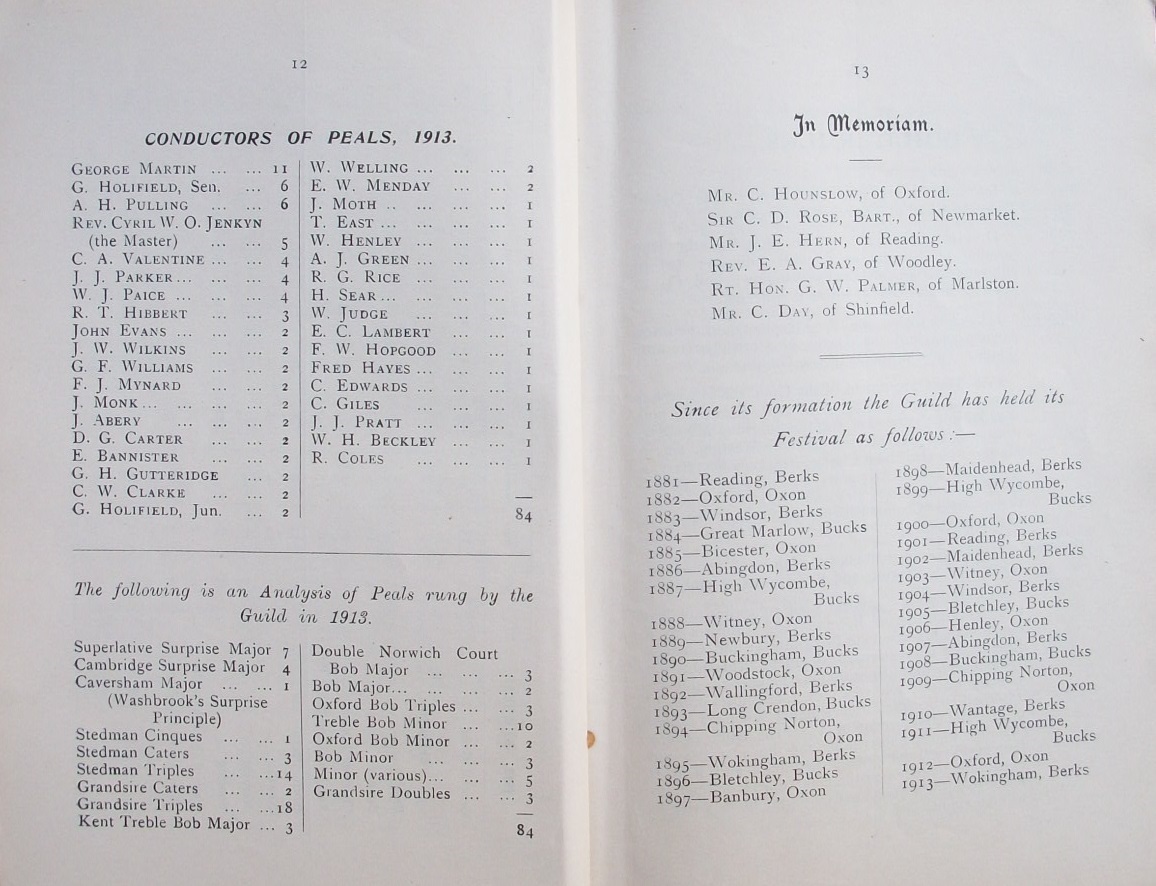 12
CONDUCTORS OF PEALS, 1913.
GEORGE MARTIN ... ... 11
G. HOLIFIELD, Sen. ... 6
A. H. PULLING ... ... 6
REV. CYRIL W. O. JENKYN
(the Master) ... ... 5
C. A. VALENTINE ... ... 4
J. J. PARKER ... ... ... 4
W. J. PAICE ... ... ... 4
R. T. HIBBERT ... ... 3
JOHN EVANS ... ... ... 2
J. W. WILKINS ... ... 2
G. F. WILLIAMS ... ... 2
F. J. MYNARD ... ... 2
J. MONK ... ... ... ... 2
J. ABERY ... ... ... 2
D. G. CARTER ... ... 2
E. BANNISTER ... ... 2
G. H. GUTTERIDGE ... 2
C. W. CLARKE ... ... 2
G. HOLIFIELD, Jun. ... 2
W. WELLING ... ... ... 2
E. W. MENDAY ... ... 2
J. MOTH .. ... ... ... 1
T. EAST ... ... ... ... 1
W. HENLEY ... ... ... 1
A. J. GREEN ... ... ... 1
R. G. RICE ... ... ... 1
H. SEAR ... ... ... ... 1
W. JUDGE ... ... ... 1
E. C. LAMBERT ... ... 1
F. W. HOPGOOD ... ... 1
FRED HAYES ... ... ... 1
C. EDWARDS ... ... ... 1
C. GILES ... ... ... 1
J. J. PRATT ... ... ... 1
W. H. BECKLEY ... ... 1
R. COLES ... ... ... 1
84
The following is an Analysis of Peals rung by the
Guild in 1913.
Superlative Surprise Major 7
Cambridge Surprise Major 4
Caversham Major ... ... 1
(Washbrook's Surprise
Principle)
Stedman Cinques ... ... 1
Stedman Caters ... ... 3
Stedman Triples ... ...14
Grandsire Caters ... ... 2
Grandsire Triples ... ...18
Kent Treble Bob Major ... 3
Double Norwich Court
Bob Major ... ... ... 3
Bob Major... ... ... ... 2
Oxford Bob Triples ... ... 3
Treble Bob Minor ... ...10
Oxford Bob Minor ... ... 2
Bob Minor ... ... ... 3
Minor (various)... ... ... 5
Grandsire Doubles ... ... 3
84
13
In Memoriam.
MR. C. HOUNSLOW, of Oxford.
SIR C. D. ROSE, BART., of Newmarket.
MR. J. E. HERN, of Reading.
REV. E. A. GRAY, of Woodley.
RT. HON. G. W. PALMER, of Marlston.
MR. C. DAY, of Shinfield.
Since its formation the Guild has held its
Festival as follows :—
1881—Reading, Berks
1882—Oxford, Oxon
1883—Windsor, Berks
1884—Great Marlow, Bucks
1885—Bicester, Oxon
1886—Abingdon, Berks
1887—High Wycombe,
Bucks
1888—Witney, Oxon
1889—Newbury, Berks
1890—Buckingham, Bucks
1891—Woodstock, Oxon
1892—Wallingford, Berks
1893—Long Crendon, Bucks
1894—Chipping Norton,
Oxon
1895—Wokingham, Berks
1896—Bletchley, Bucks
1897—Banbury, Oxon
1898—Maidenhead, Berks
1899—High Wycombe,
Bucks
1900—Oxford, Oxon
1901—Reading, Berks
1902—Maidenhead, Berks
1903—Witney, Oxon
1904—Windsor, Berks
1905—Bletchley, Bucks
1906—Henley, Oxon
1907—Abingdon, Berks
1908—Buckingham, Bucks
1909—Chipping Norton,
Oxon
1910—Wantage, Berks
1911—High Wycombe,
Bucks
1912—Oxford, Oxon
1913—Wokingham, Berks